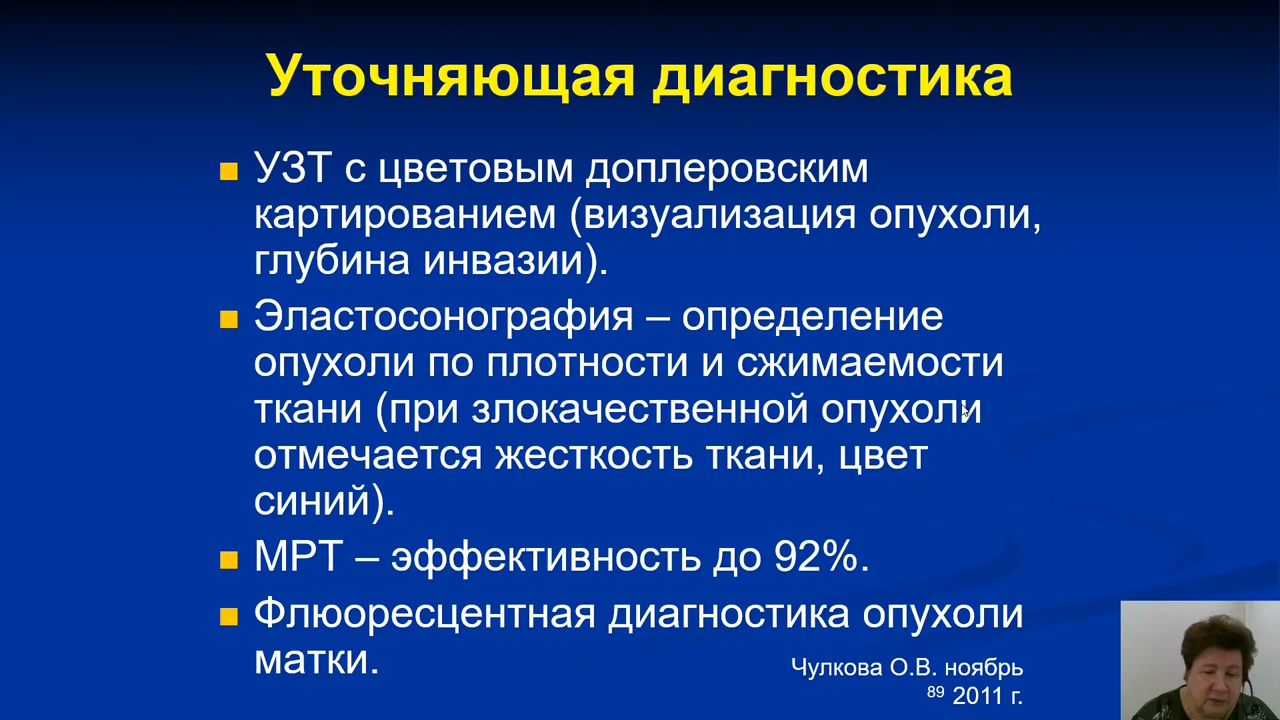 Уточняющая диагностика
УЗТ с цветовым доплеровским
картированием (визуализация опухоли,
глубина инвазии).
Эластосонография – определение
опухоли по плотности и сжимаемости
ткани (при злокачественной опухоли
отмечается жесткость ткани, цвет
синий).
МРТ – эффективность до 92%.
Флюоресцентная диагностика опухоли
матки.
Чулкова О.В. ноябрь
89 2011 г.